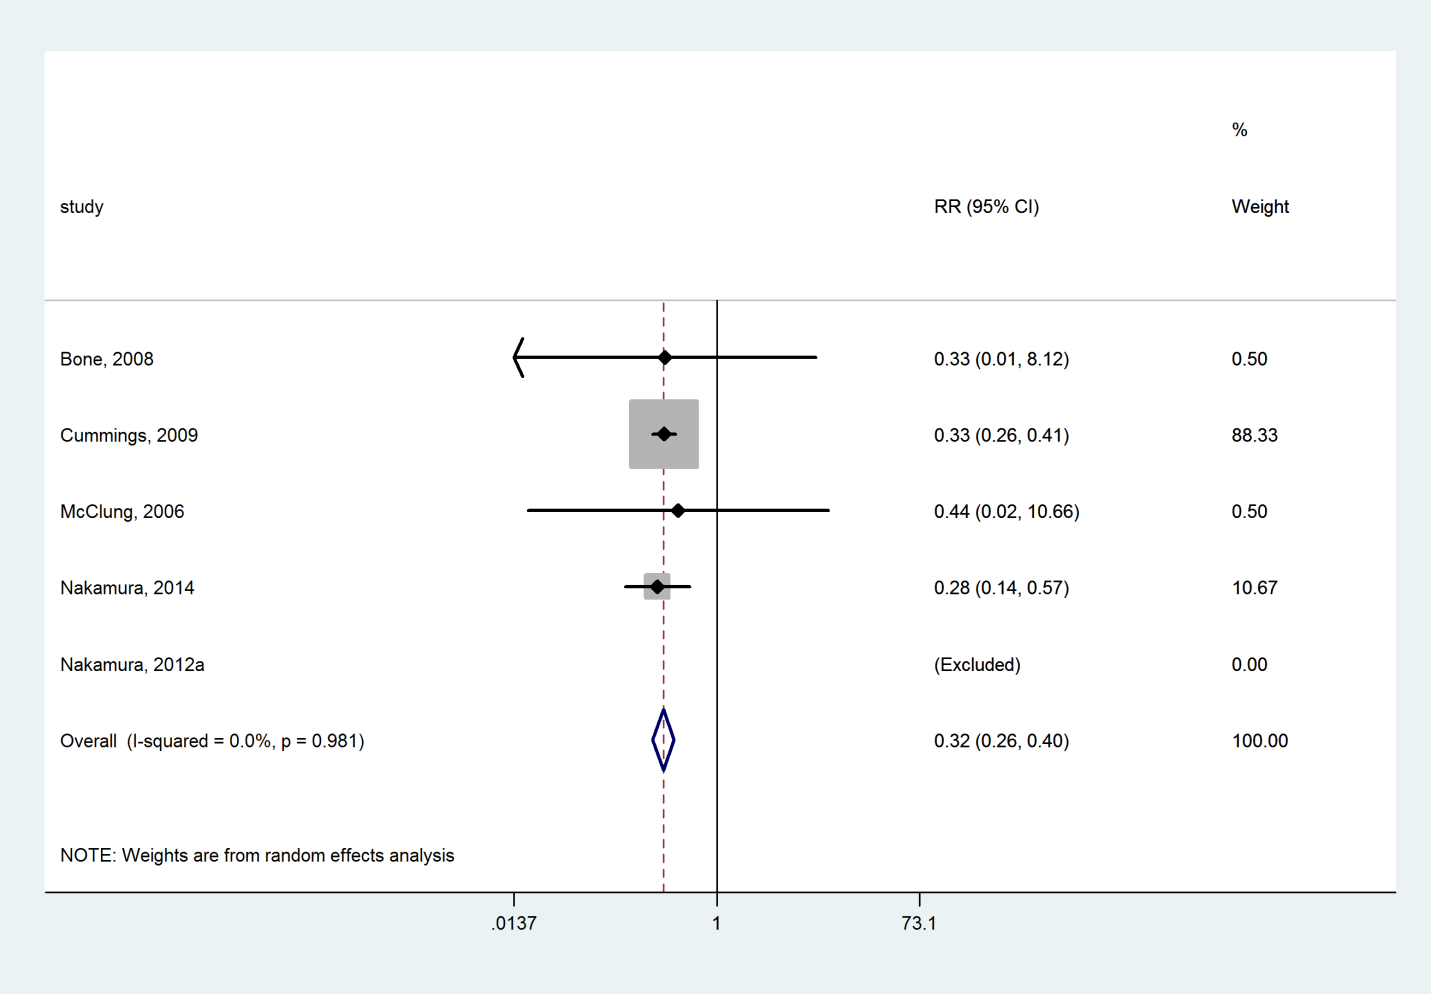 %
study RR (95% CI) Weight
Bone, 2008 0.33 (0.01, 8.12) 0.50
Cummings, 2009 0.33 (0.26, 0.41) 88.33
McClung, 2006 0.44 (0.02, 10.66) 0.50
Nakamura, 2014 0.28 (0.14, 0.57) 10.67
Nakamura, 2012a (Excluded) 0.00
Overall (I-squared = 0.0%, p = 0.981) 0.32 (0.26, 0.40) 100.00
NOTE: Weights are from random effects analysis
.0137 1 73.1